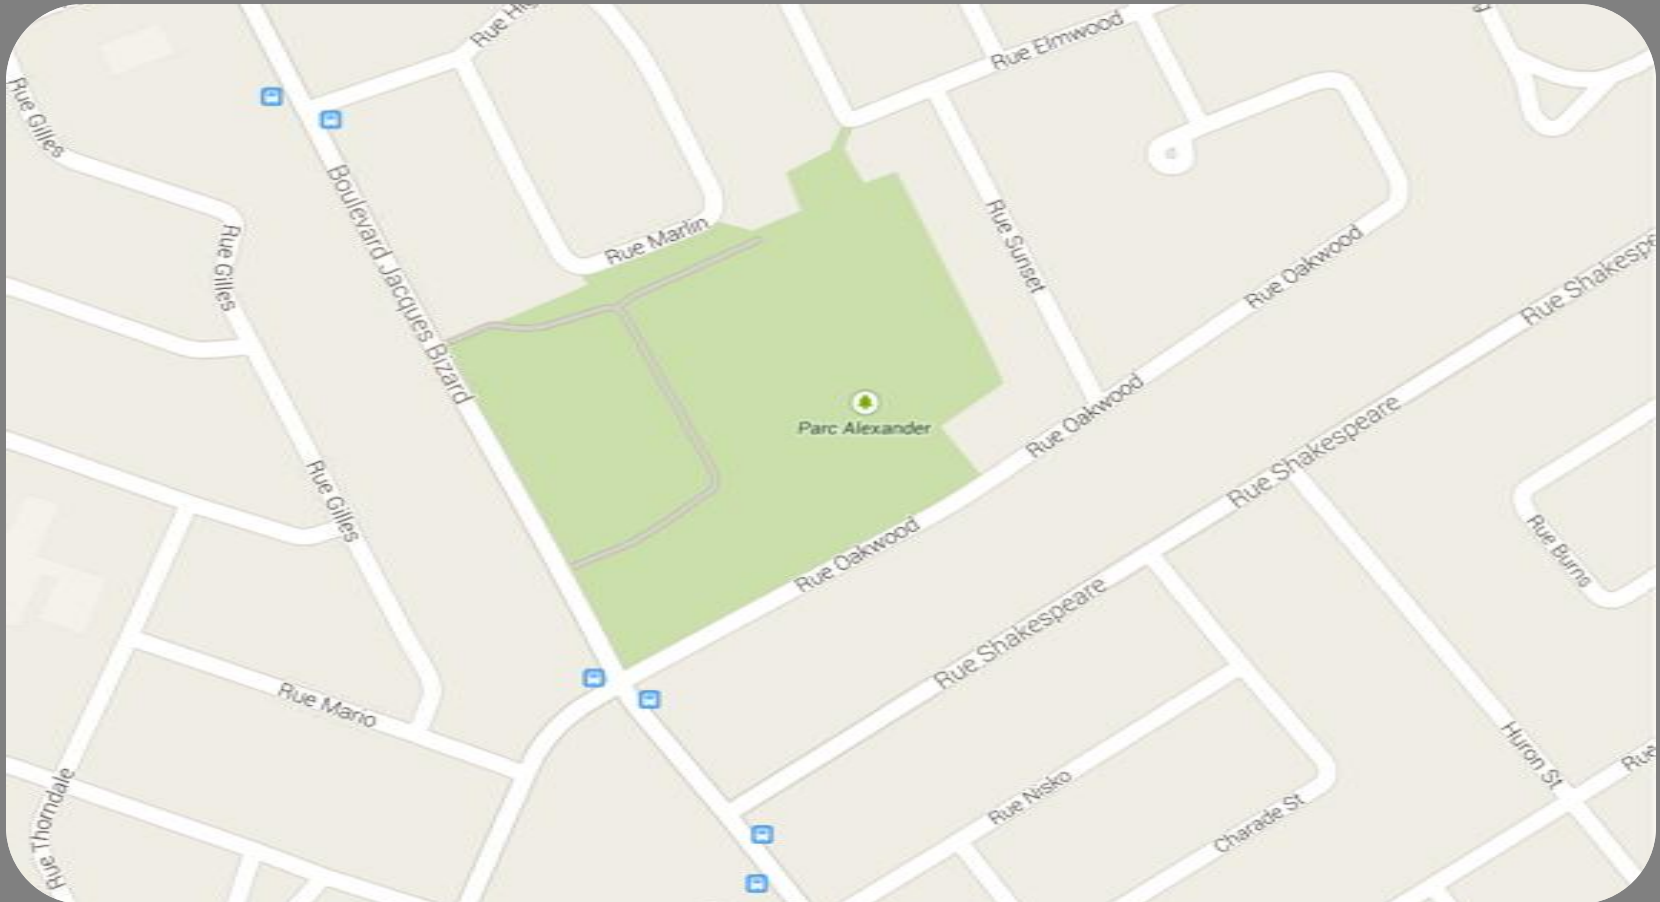 Rue Elmwood
Rue Gilles
Boulevard Jacques Bizard
Rue Marlin
Rue Gilles
Rue Sunset
Rue Oakwood
Rue
Parc Alexander
Rue Oakwood
Rue Shakespeare
Rue Gilles
Rue Oakwood
Rue Burns
Rue Shakespeare
Rue Mario
Huron St
Rue
Rue Nisko
Charade St
Rue Thorndale